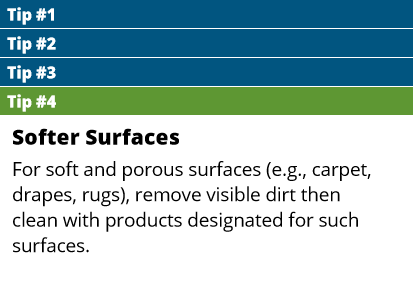 Tip #1
Tip #2
Tip #3
Tip #4
Softer Surfaces
For soft and porous surfaces (e.g., carpet,
drapes, rugs), remove visible dirt then
clean with products designated for such
surfaces.